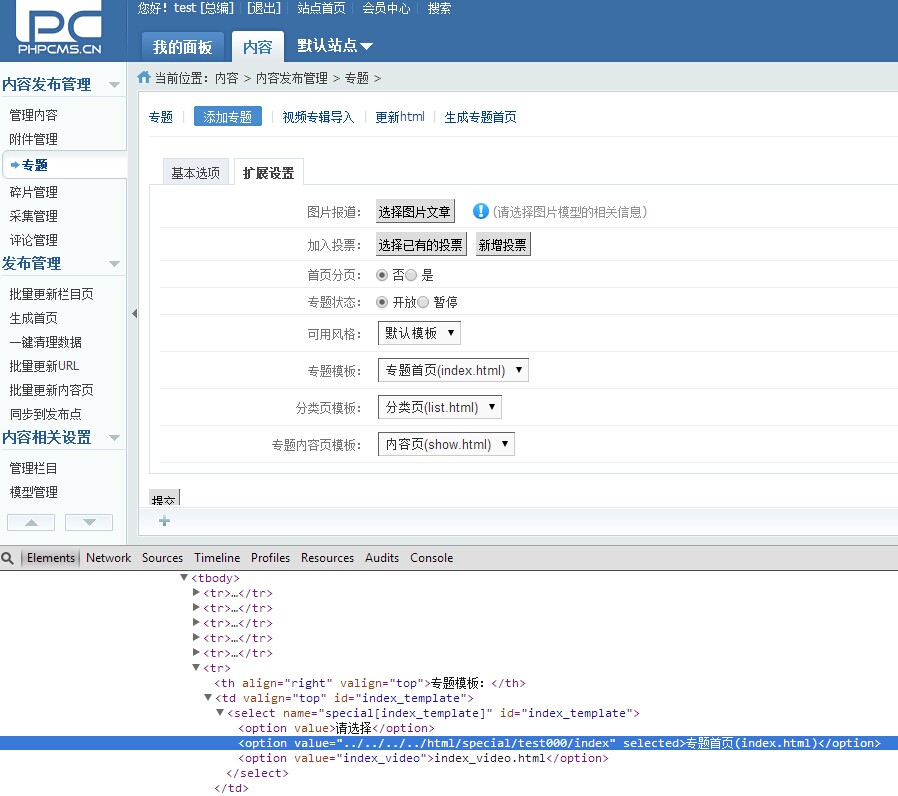 PC
PHPCMS.CN
您好！test [总编] [退出] 站点首页 会员中心 搜索
我的面板 内容 默认站点
当前位置：内容 > 内容发布管理 > 专题 >
内容发布管理
管理内容
附件管理
专题
碎片管理
采集管理
评论管理
发布管理
批量更新栏目页
生成首页
一键清理数据
批量更新URL
批量更新内容页
同步到发布点
内容相关设置
管理栏目
模型管理
专题 添加专题 视频专辑导入 更新html 生成专题首页
基本选项 扩展设置
图片报道： 选择图片文章 (请选择图片模型的相关信息)
加入投票： 选择已有的投票 新增投票
首页分页： 否 是
专题状态： 开放 暂停
可用风格： 默认模板
专题模板： 专题首页(index.html)
分类页模板： 分类页(list.html)
专题内容页模板： 内容页(show.html)
提交
Elements Network Sources Timeline Profiles Resources Audits Console
<tbody>
<tr>…</tr>
<tr>…</tr>
<tr>…</tr>
<tr>…</tr>
<tr>…</tr>
<tr>
<th align="right" valign="top">专题模板：</th>
<td valign="top" id="index_template">
<select name="special[index_template]" id="index_template">
<option value>请选择</option>
<option value="../../../../html/special/test000/index" selected>专题首页(index.html)</option>
<option value="index_video">index_video.html</option>
</select>
</td>